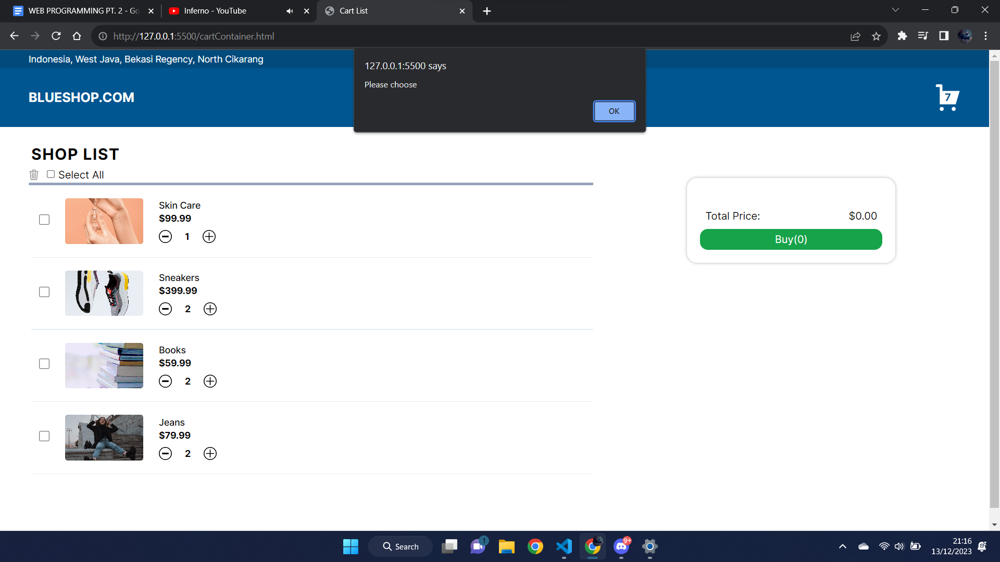 WEB PROGRAMMING PT. 2 - Go
Inferno - YouTube
Cart List
http://127.0.0.1:5500/cartContainer.html
Indonesia, West Java, Bekasi Regency, North Cikarang
127.0.0.1:5500 says
Please choose
OK
BLUESHOP.COM
7
SHOP LIST
Select All
Skin Care
$99.99
1
Sneakers
$399.99
2
Books
$59.99
2
Jeans
$79.99
2
Total Price: $0.00
Buy(0)
Search
1
9+
21:16
13/12/2023